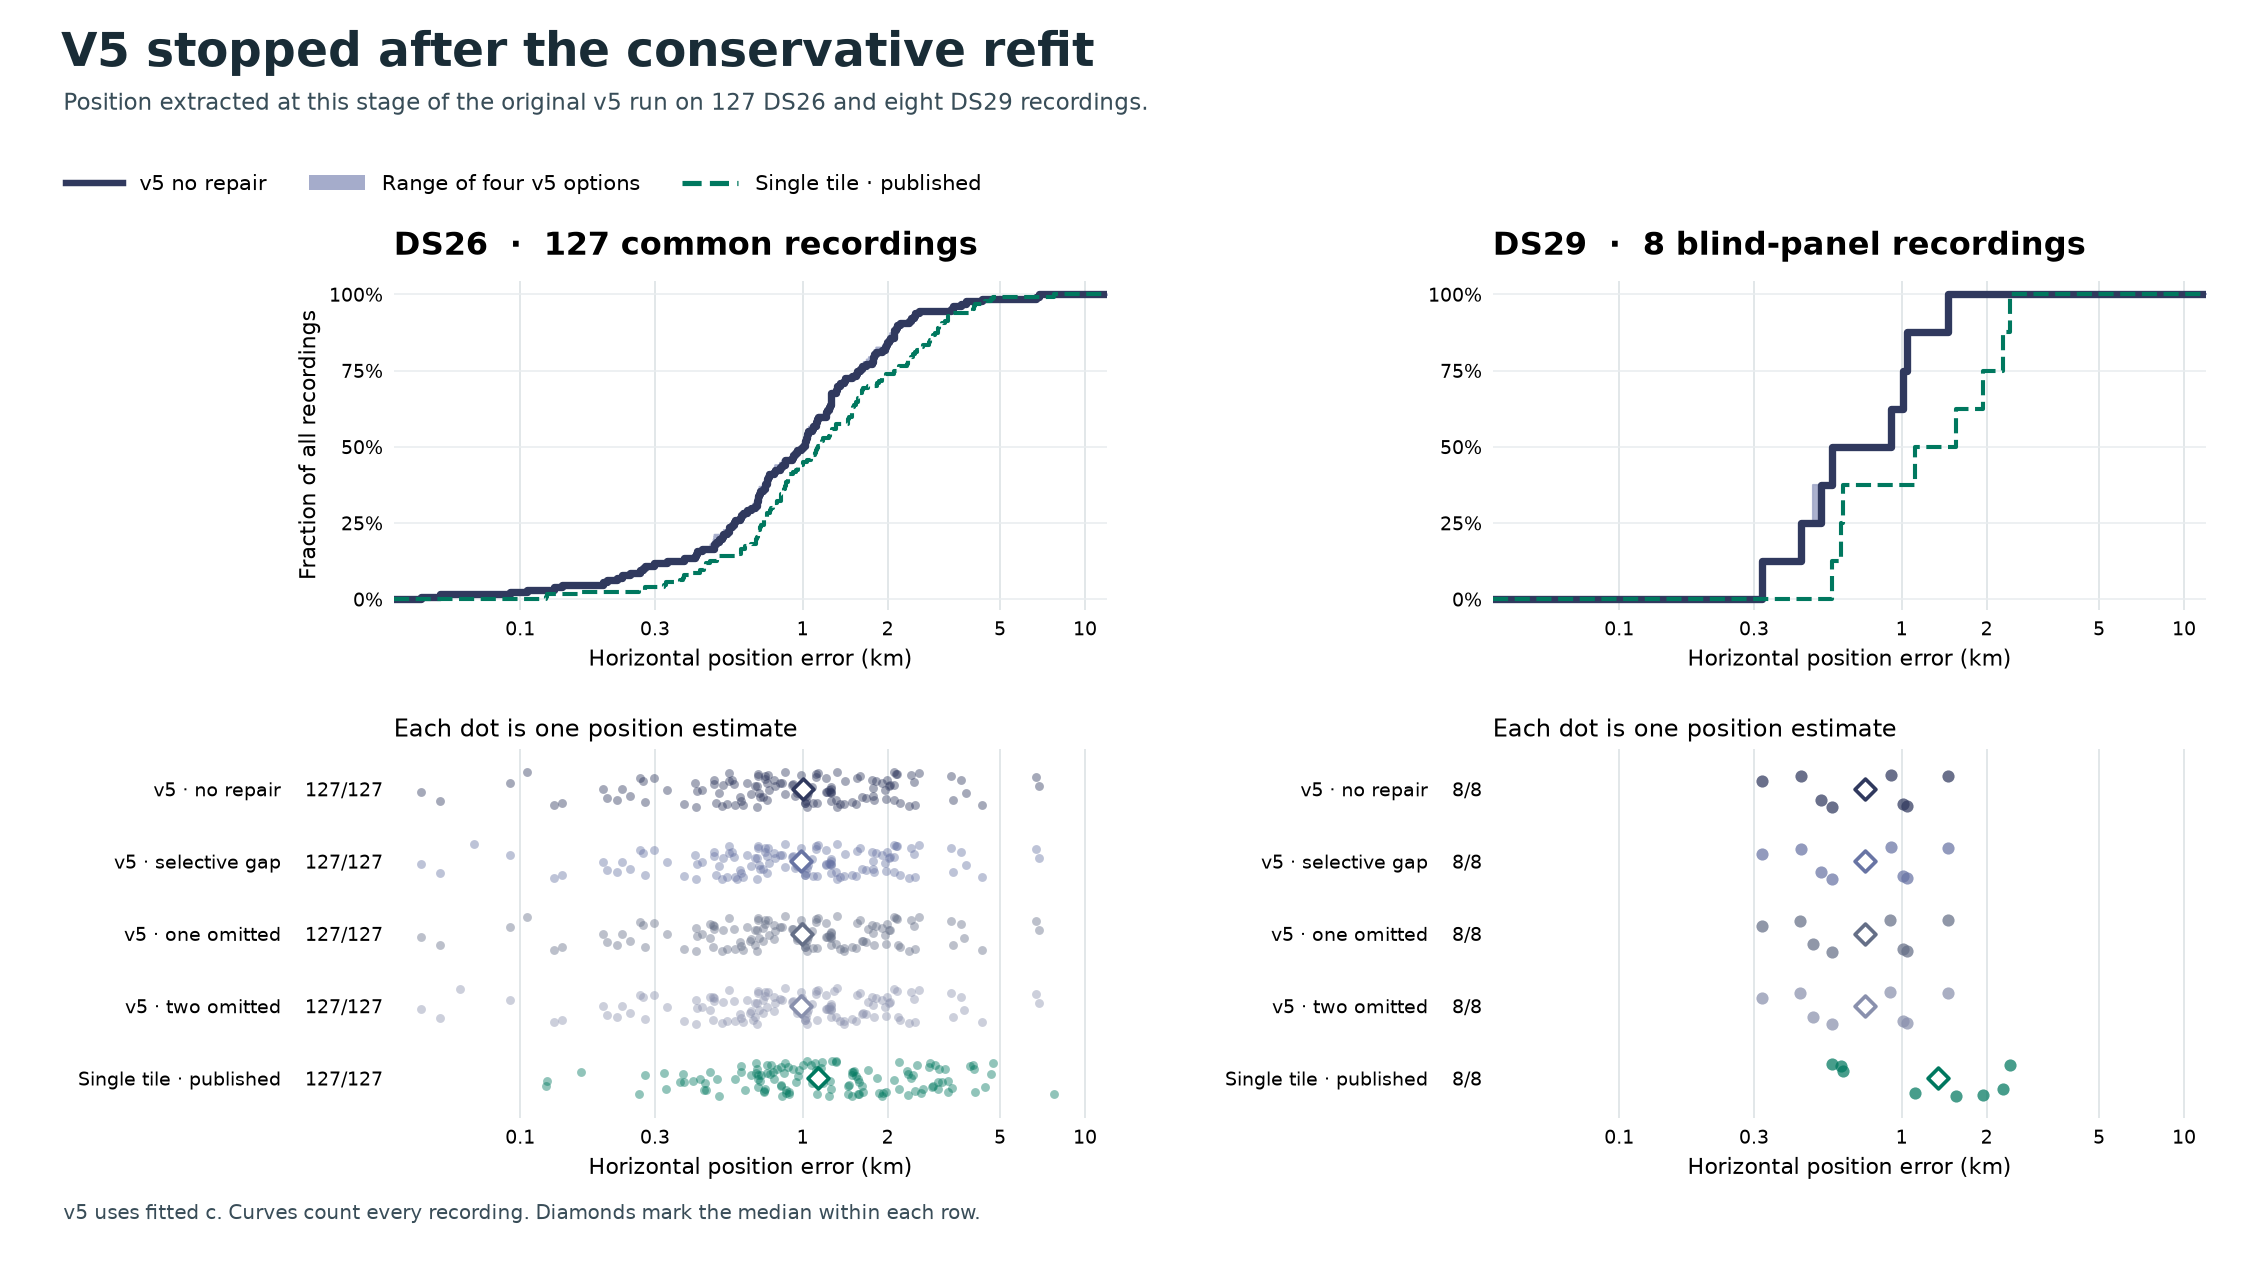 V5 stopped after the conservative refit
Position extracted at this stage of the original v5 run on 127 DS26 and eight DS29 recordings.
v5 no repair
Range of four v5 options
Single tile · published
DS26 · 127 common recordings
100%
75%
50%
25%
0%
Fraction of all recordings
0.1 0.3 1 2 5 10
Horizontal position error (km)
DS29 · 8 blind-panel recordings
100%
75%
50%
25%
0%
0.1 0.3 1 2 5 10
Horizontal position error (km)
Each dot is one position estimate
v5 · no repair 127/127
v5 · selective gap 127/127
v5 · one omitted 127/127
v5 · two omitted 127/127
Single tile · published 127/127
0.1 0.3 1 2 5 10
Horizontal position error (km)
Each dot is one position estimate
v5 · no repair 8/8
v5 · selective gap 8/8
v5 · one omitted 8/8
v5 · two omitted 8/8
Single tile · published 8/8
0.1 0.3 1 2 5 10
Horizontal position error (km)
v5 uses fitted c. Curves count every recording. Diamonds mark the median within each row.